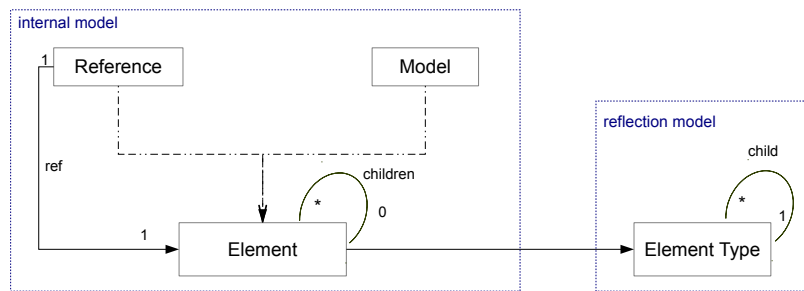 internal model
1
Reference
Model
reflection model
ref
children
child
*
0
*
1
1
Element
Element Type